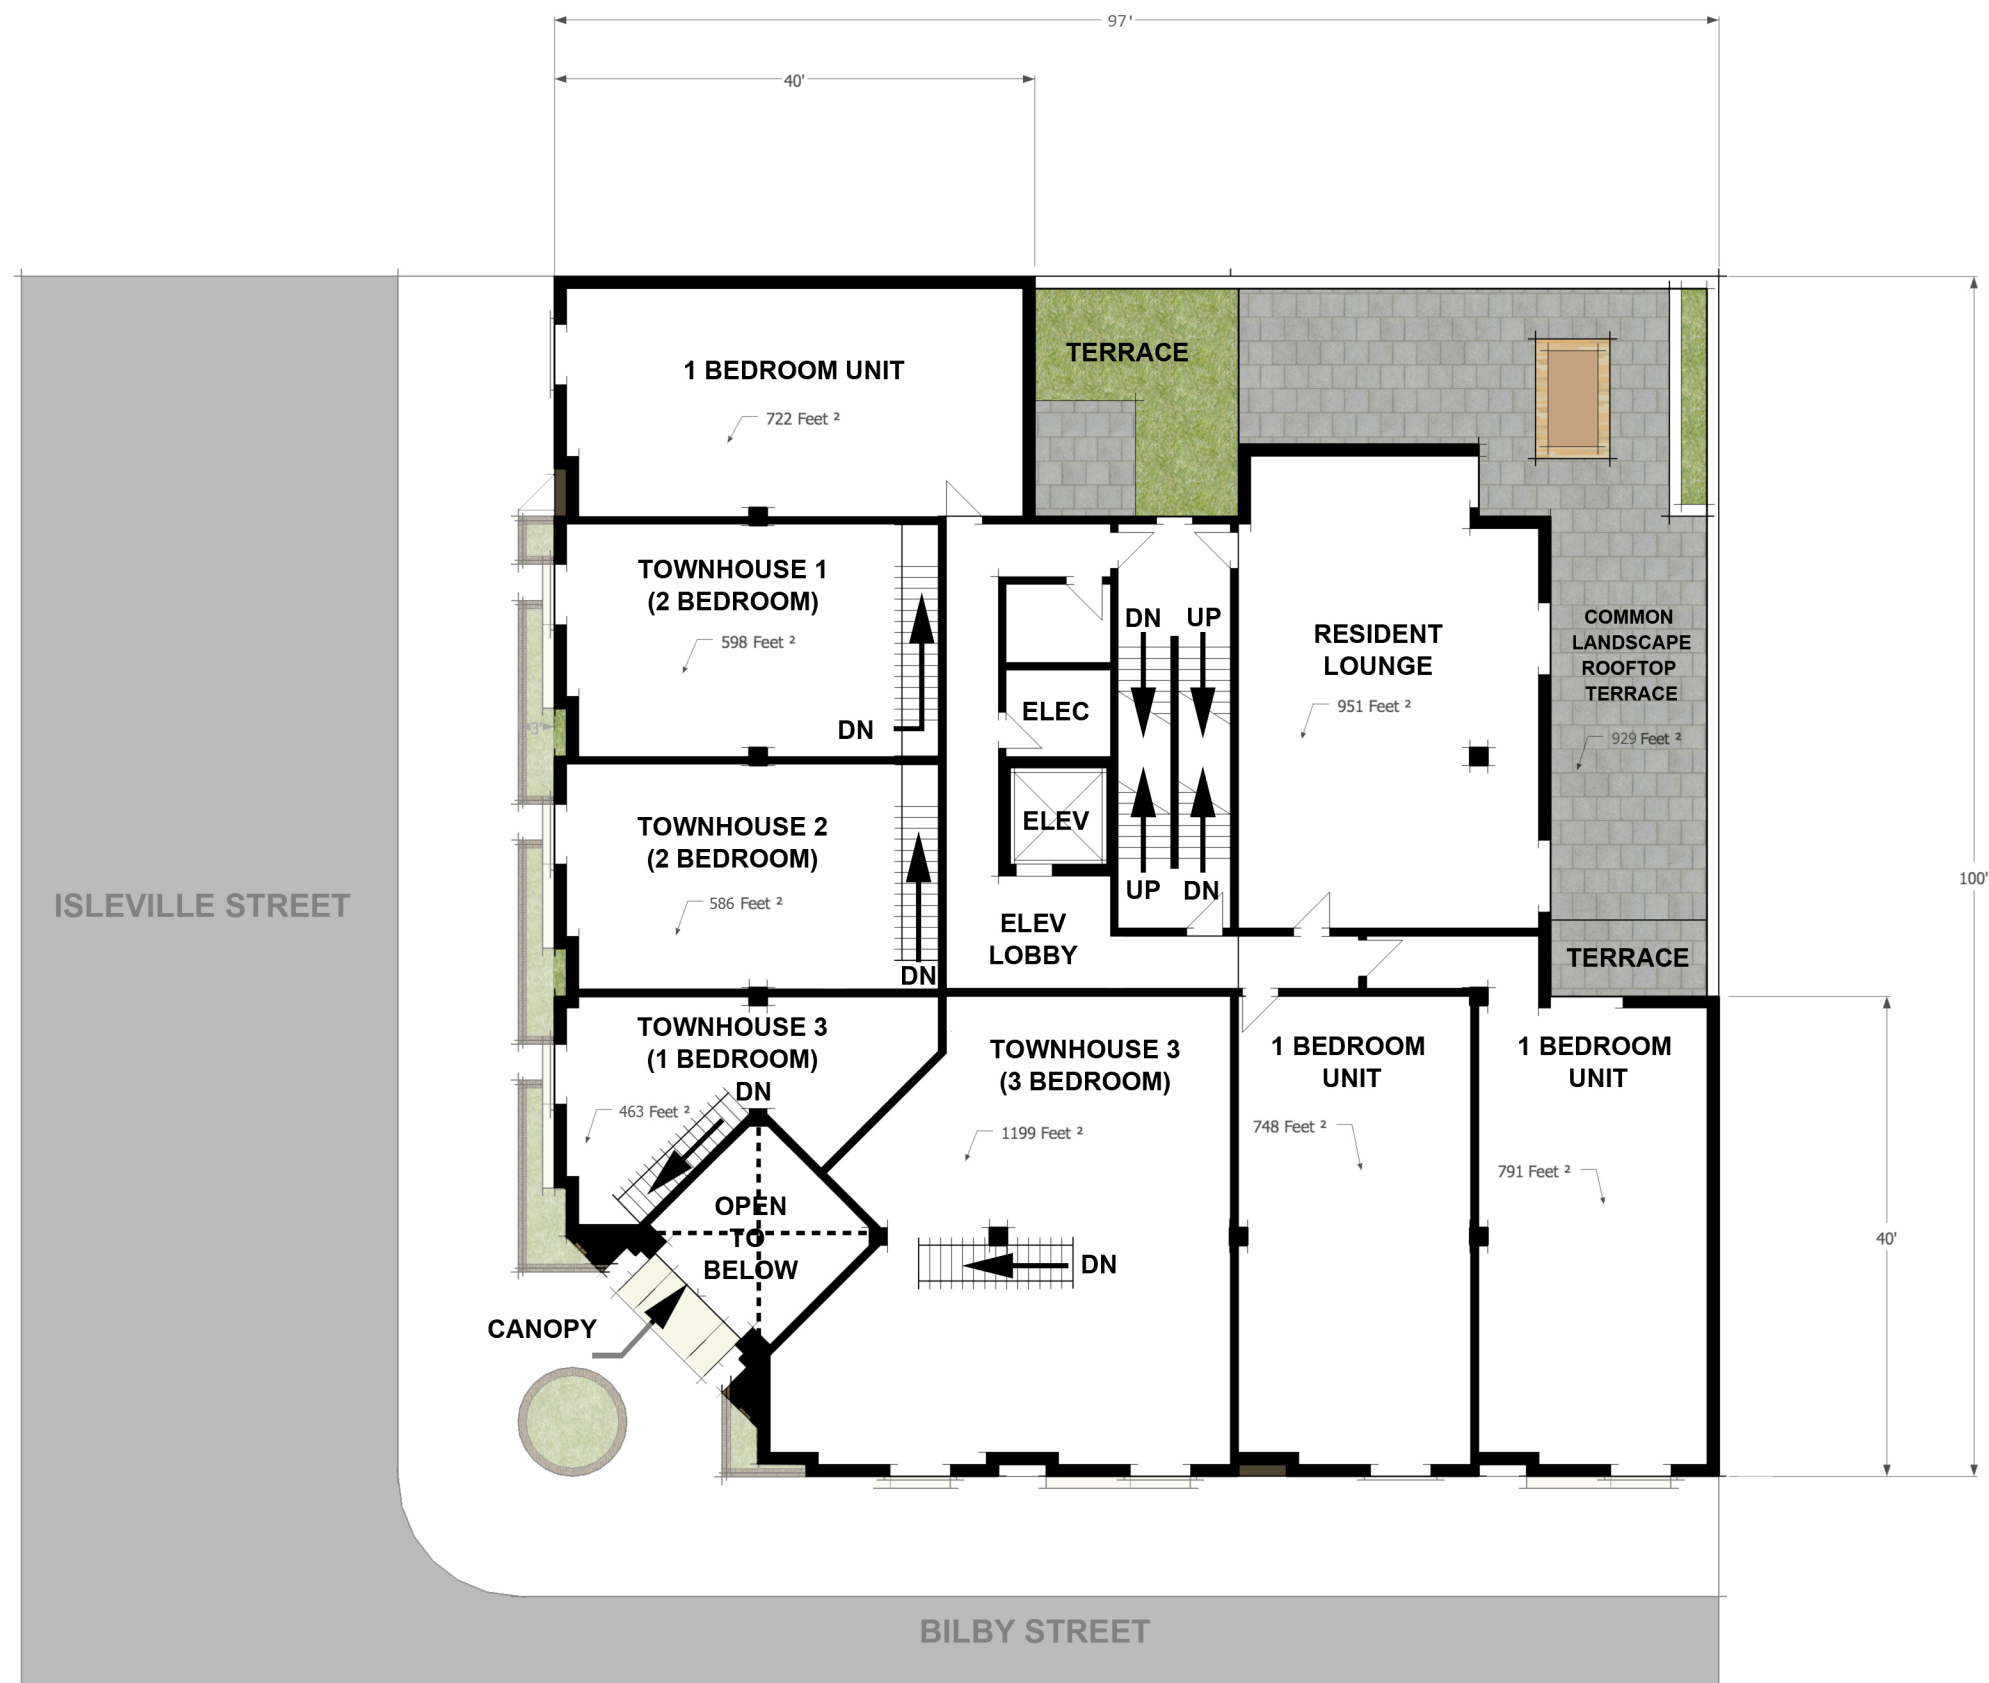 97'
40'
TERRACE
1 BEDROOM UNIT
722 Feet ²
TOWNHOUSE 1
(2 BEDROOM)
598 Feet ²
DN
UP
DN
RESIDENT
LOUNGE
951 Feet ²
COMMON
LANDSCAPE
ROOFTOP
TERRACE
929 Feet ²
3'
ELEC
DN
TOWNHOUSE 2
(2 BEDROOM)
586 Feet ²
ELEV
UP
DN
ELEV
LOBBY
DN
TERRACE
100'
ISLEVILLE STREET
TOWNHOUSE 3
(1 BEDROOM)
DN
463 Feet ²
TOWNHOUSE 3
(3 BEDROOM)
1199 Feet ²
1 BEDROOM
UNIT
748 Feet ²
1 BEDROOM
UNIT
791 Feet ²
OPEN
TO
BELOW
DN
40'
CANOPY
BILBY STREET